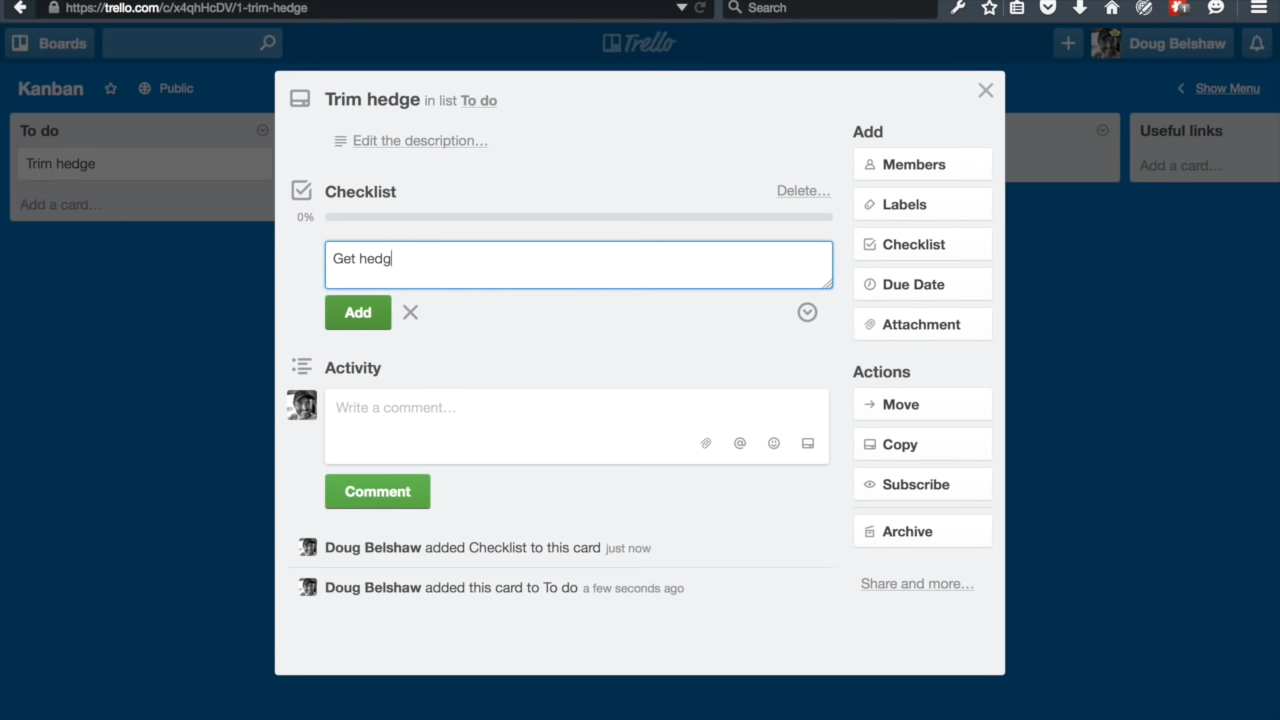 https://trello.com/c/x4qhHcDV/1-trim-hedge
Search
1
Boards
Trello
Doug Belshaw
Kanban
Public
Show Menu
To do
Trim hedge
Add a card…
Useful links
Add a card…
Trim hedge in list To do
Edit the description…
Checklist
Delete…
0%
Get hedg
Add
Activity
Write a comment…
Comment
Doug Belshaw added Checklist to this card just now
Doug Belshaw added this card to To do a few seconds ago
Add
Members
Labels
Checklist
Due Date
Attachment
Actions
Move
Copy
Subscribe
Archive
Share and more…